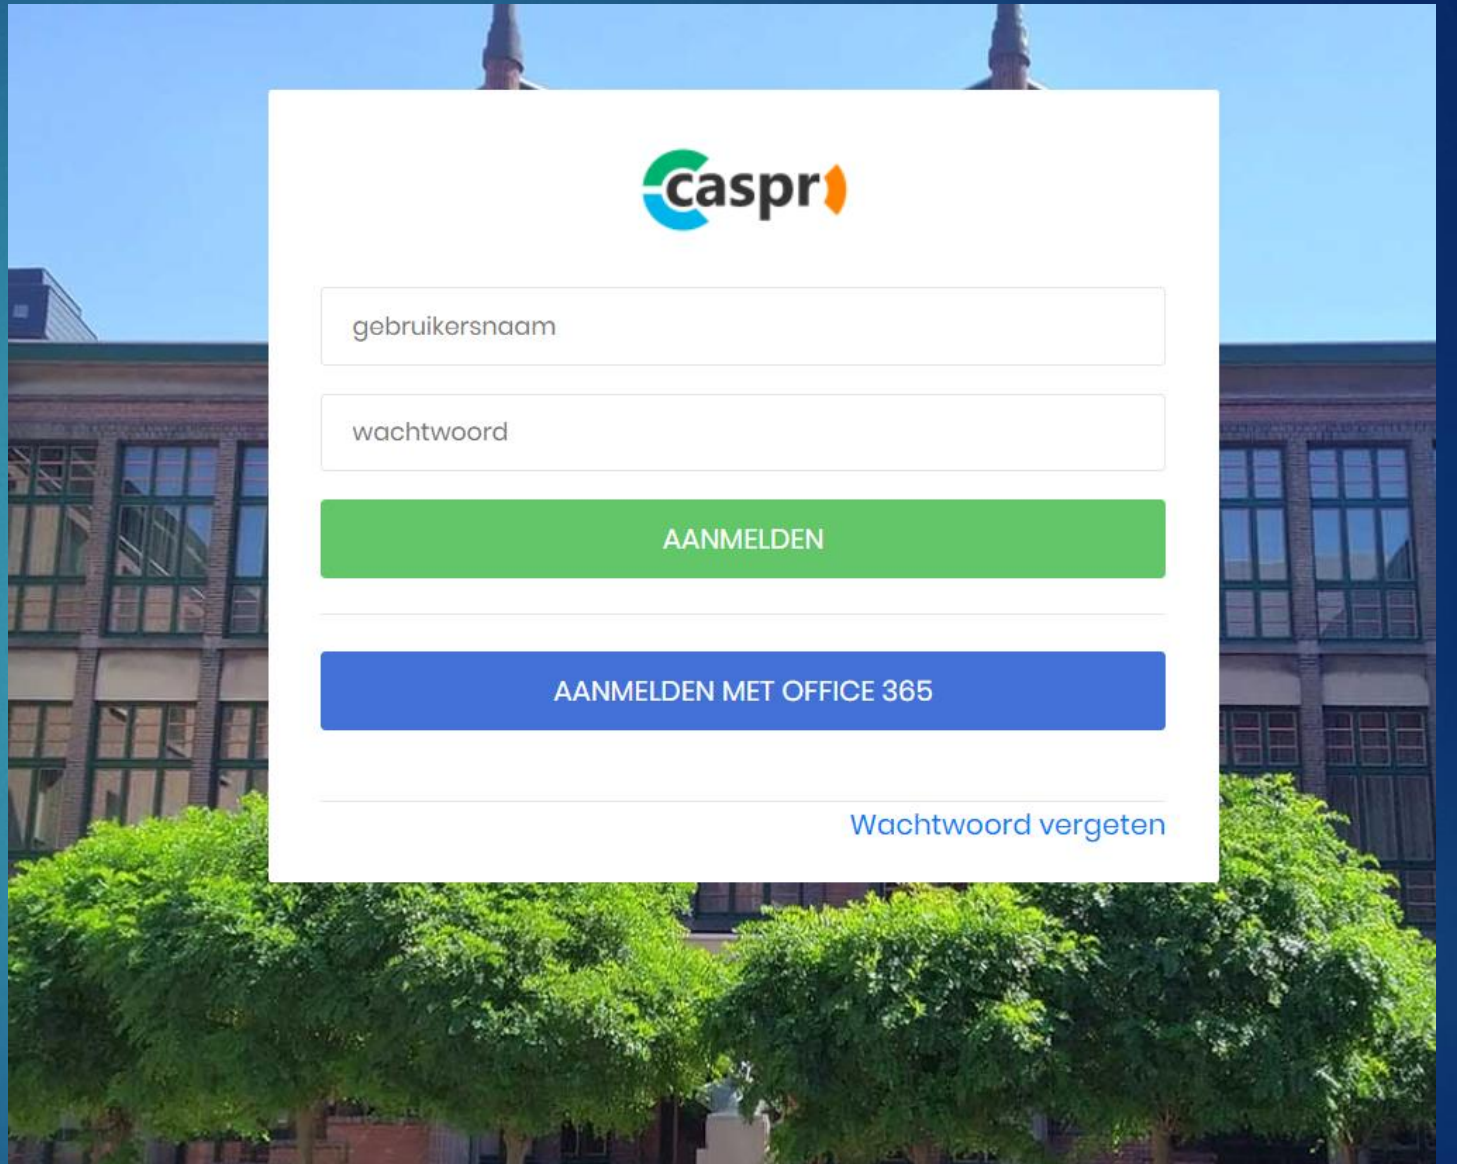 caspr
gebruikersnaam
wachtwoord
AANMELDEN
AANMELDEN MET OFFICE 365
Wachtwoord vergeten